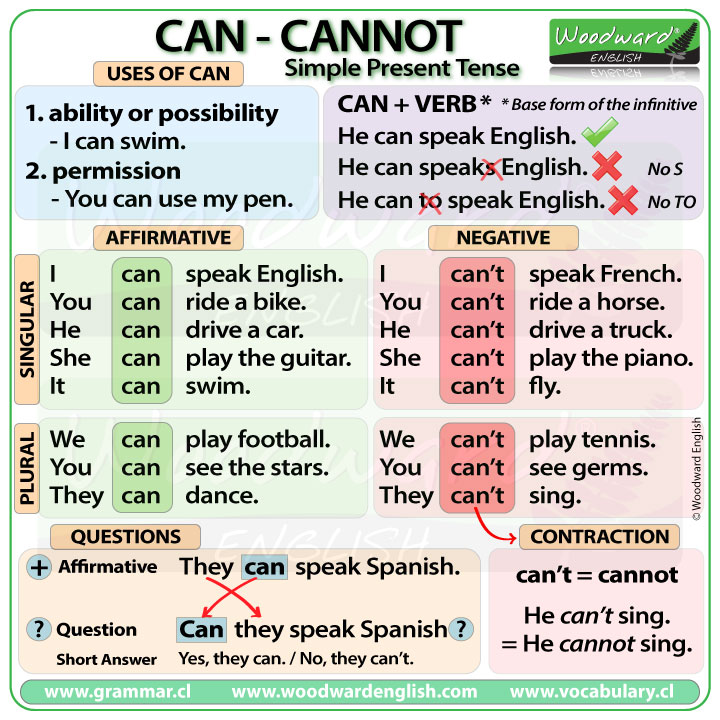 CAN - CANNOT
Simple Present Tense
Woodward®
ENGLISH
USES OF CAN
1. ability or possibility
- I can swim.
2. permission
- You can use my pen.
CAN + VERB* * Base form of the infinitive
He can speak English.
He can speaks English. No S
He can to speak English. No TO
AFFIRMATIVE
SINGULAR
I can speak English.
You can ride a bike.
He can drive a car.
She can play the guitar.
It can swim.
PLURAL
We can play football.
You can see the stars.
They can dance.
NEGATIVE
I can't speak French.
You can't ride a horse.
He can't drive a truck.
She can't play the piano.
It can't fly.
We can't play tennis.
You can't see germs.
They can't sing.
© Woodward English
QUESTIONS
+ Affirmative They can speak Spanish.
? Question Can they speak Spanish?
Short Answer Yes, they can. / No, they can't.
CONTRACTION
can't = cannot
He can't sing.
= He cannot sing.
www.grammar.cl www.woodwardenglish.com www.vocabulary.cl
Woodward®
ENGLISH
Woodward®
ENGLISH